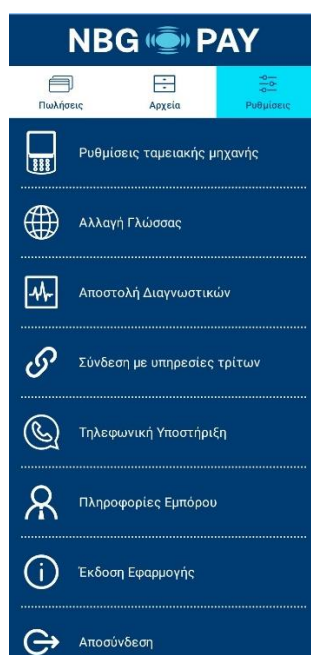 NBG PAY
Πωλήσεις Αρχεία Ρυθμίσεις
Ρυθμίσεις ταμειακής μηχανής
Αλλαγή Γλώσσας
Αποστολή Διαγνωστικών
Σύνδεση με υπηρεσίες τρίτων
Τηλεφωνική Υποστήριξη
Πληροφορίες Εμπόρου
Έκδοση Εφαρμογής
Αποσύνδεση